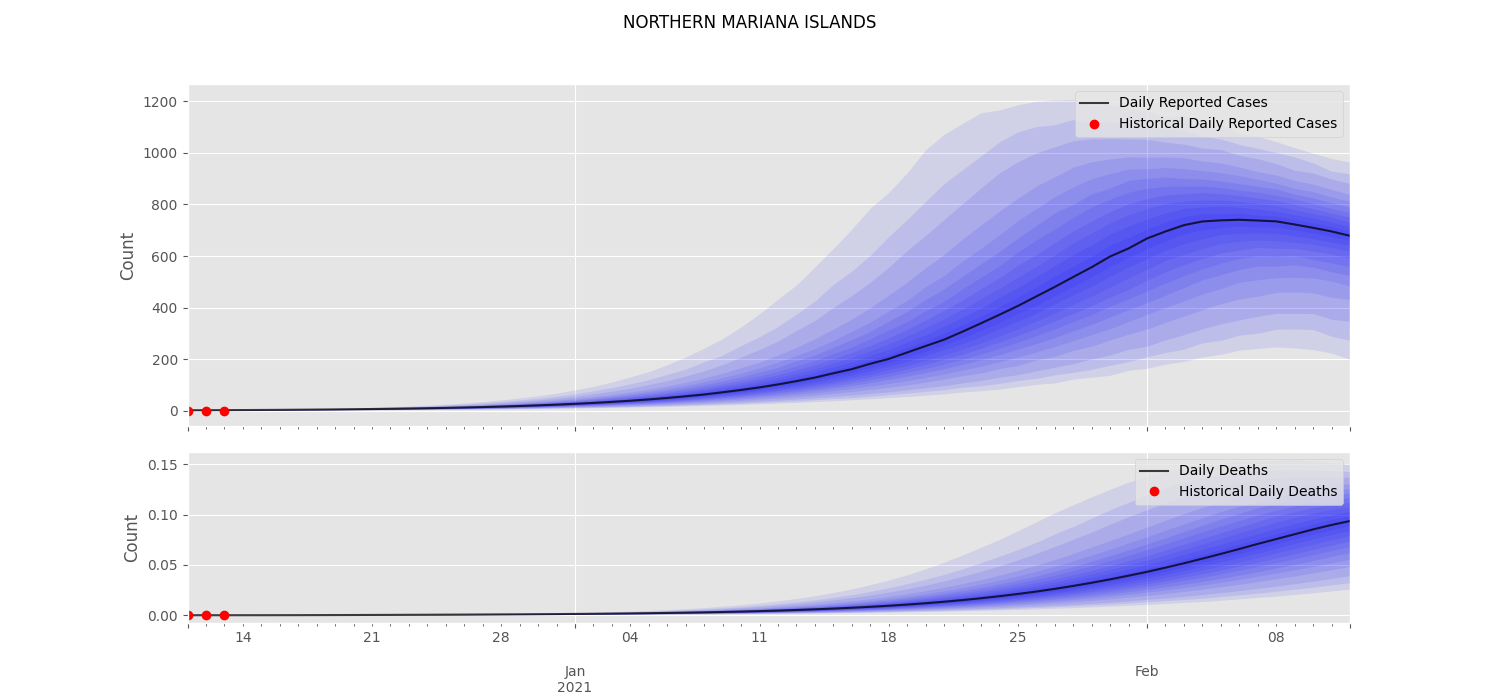 NORTHERN MARIANA ISLANDS
1200
1000
800
600
400
200
0
Count
Daily Reported Cases
Historical Daily Reported Cases
0.15
0.10
0.05
0.00
Count
Daily Deaths
Historical Daily Deaths
14 21 28 04 11 18 25 08
Jan Feb
2021